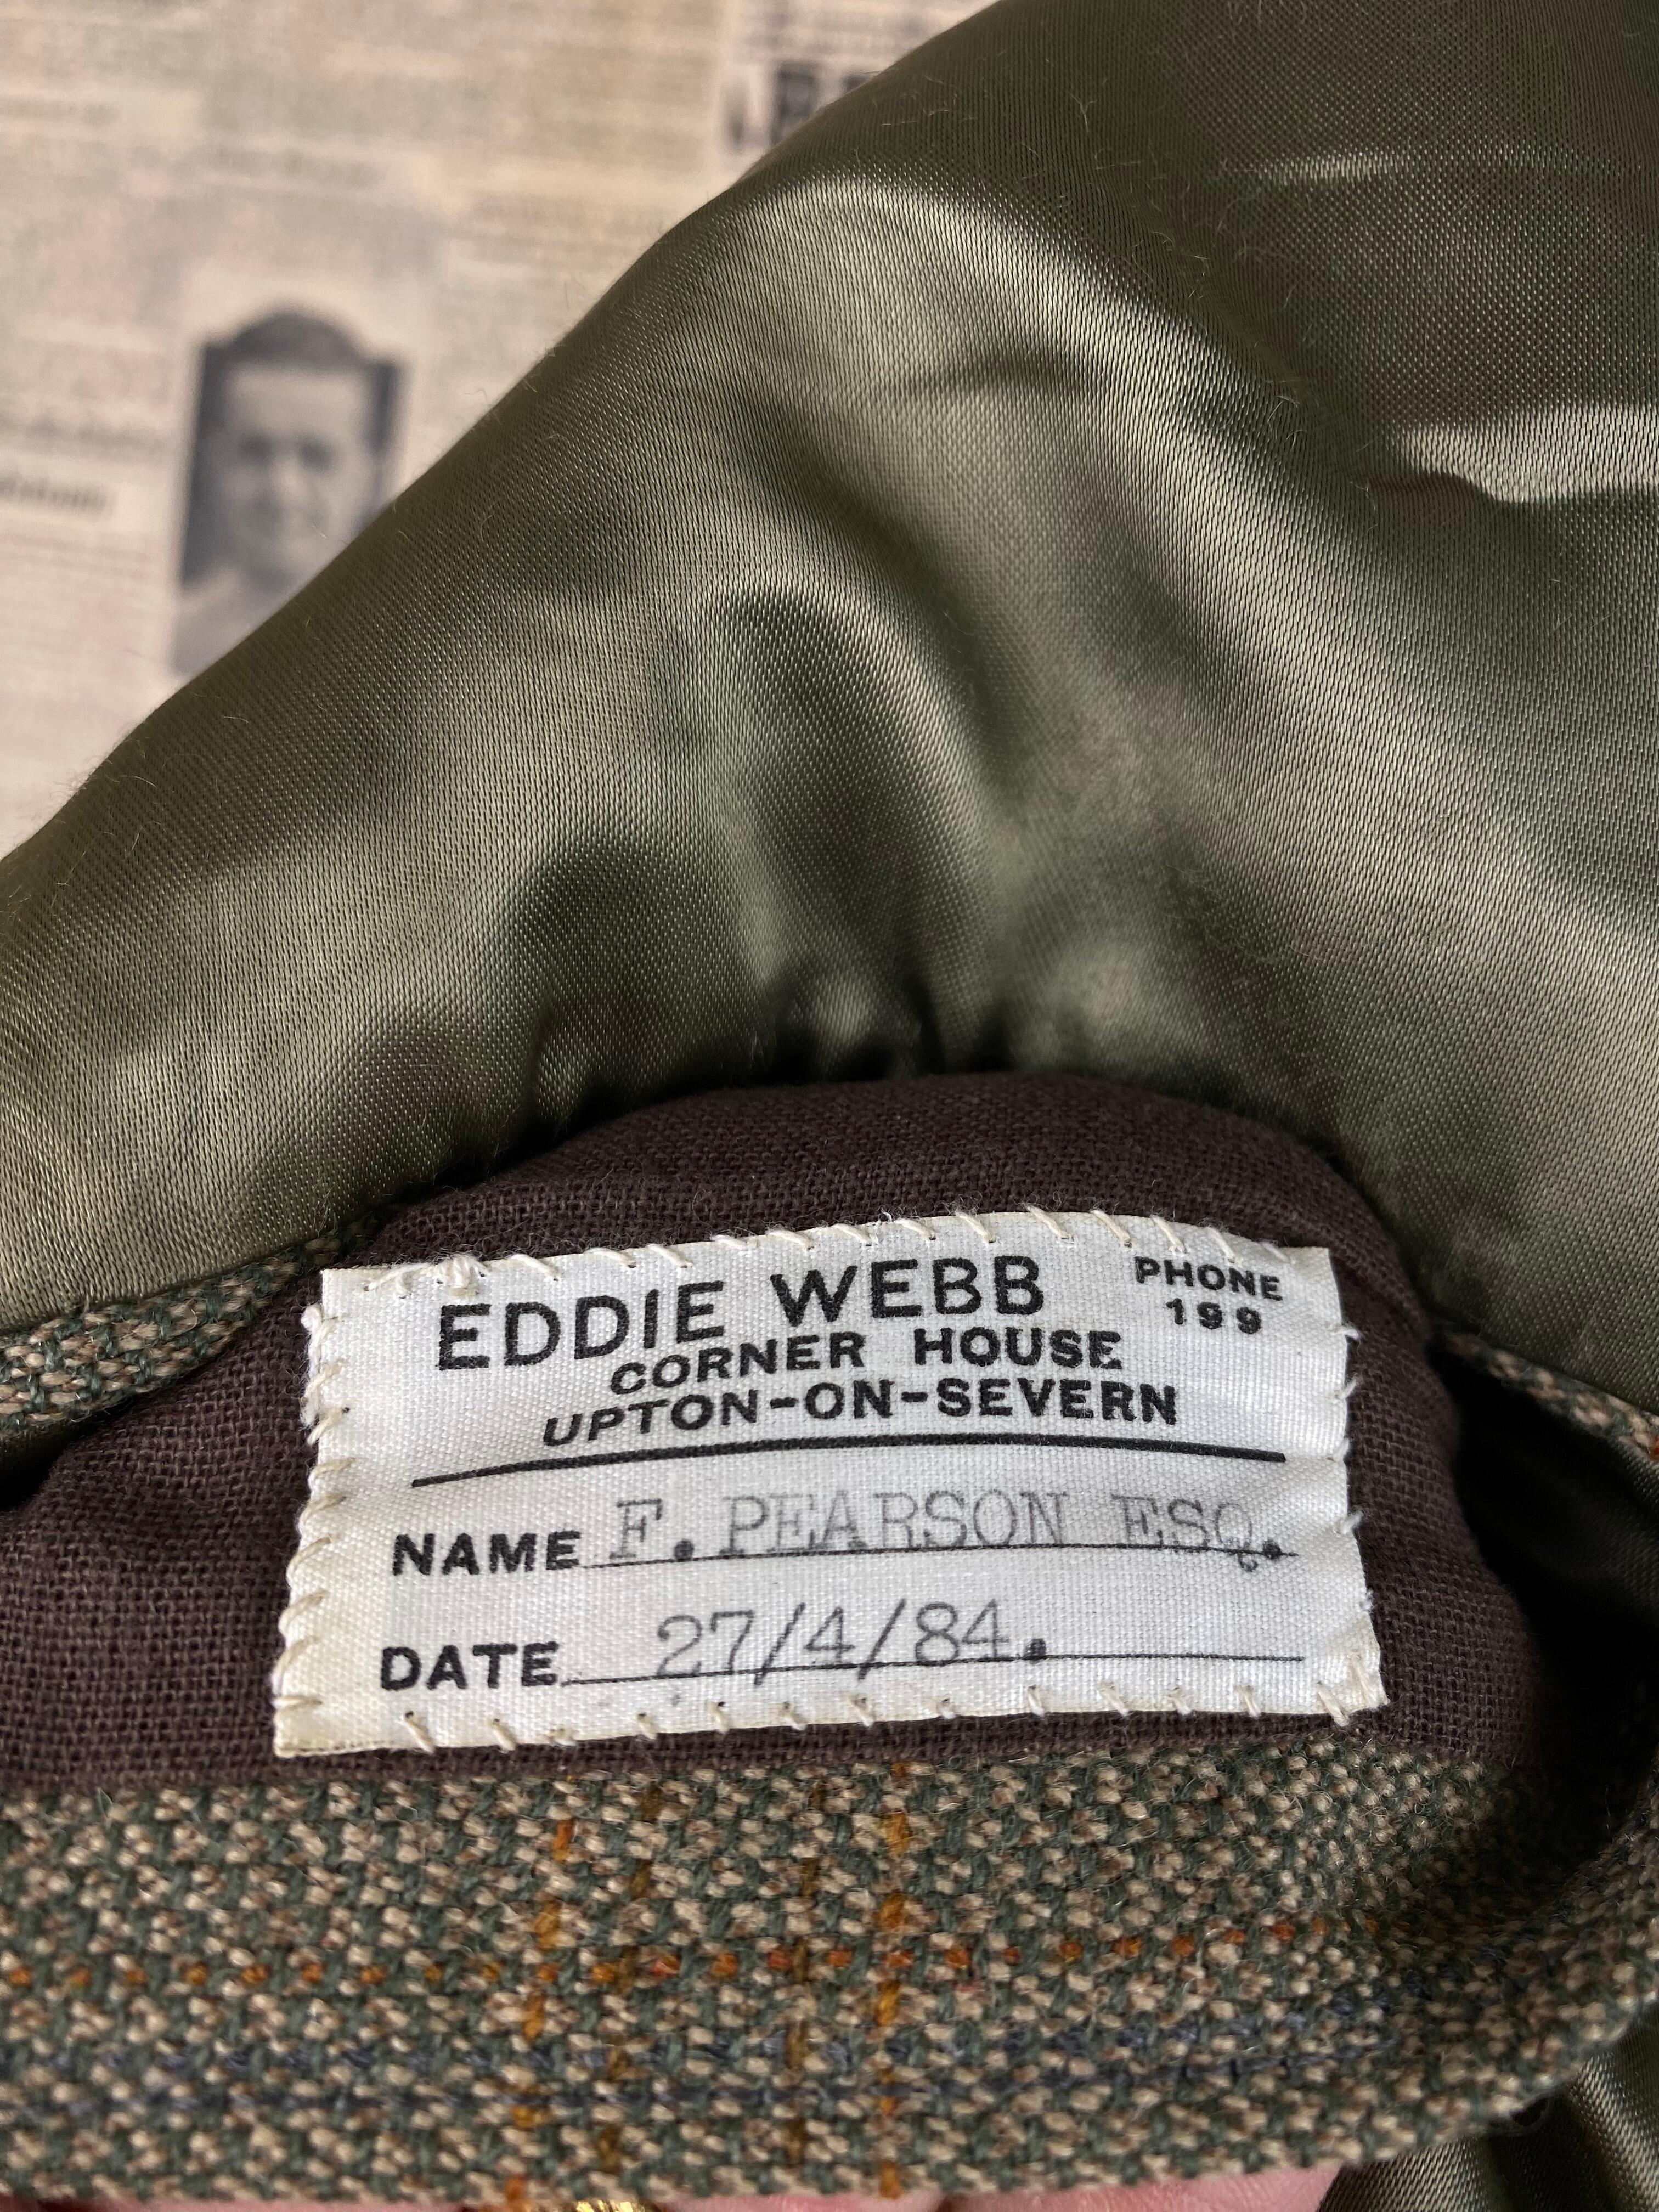 EDDIE WEBB
PHONE
199
CORNER HOUSE
UPTON-ON-SEVERN
NAME F. PEARSON ESQ.
DATE 27/4/84.